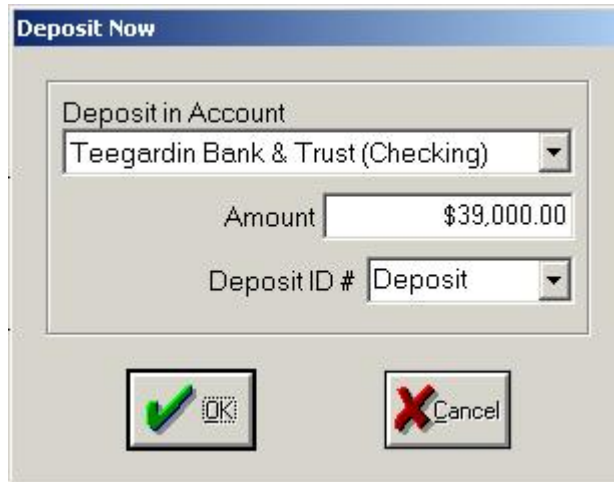 Deposit Now
Deposit in Account
Teegardin Bank & Trust (Checking)
Amount $39,000.00
Deposit ID # Deposit
OK Cancel